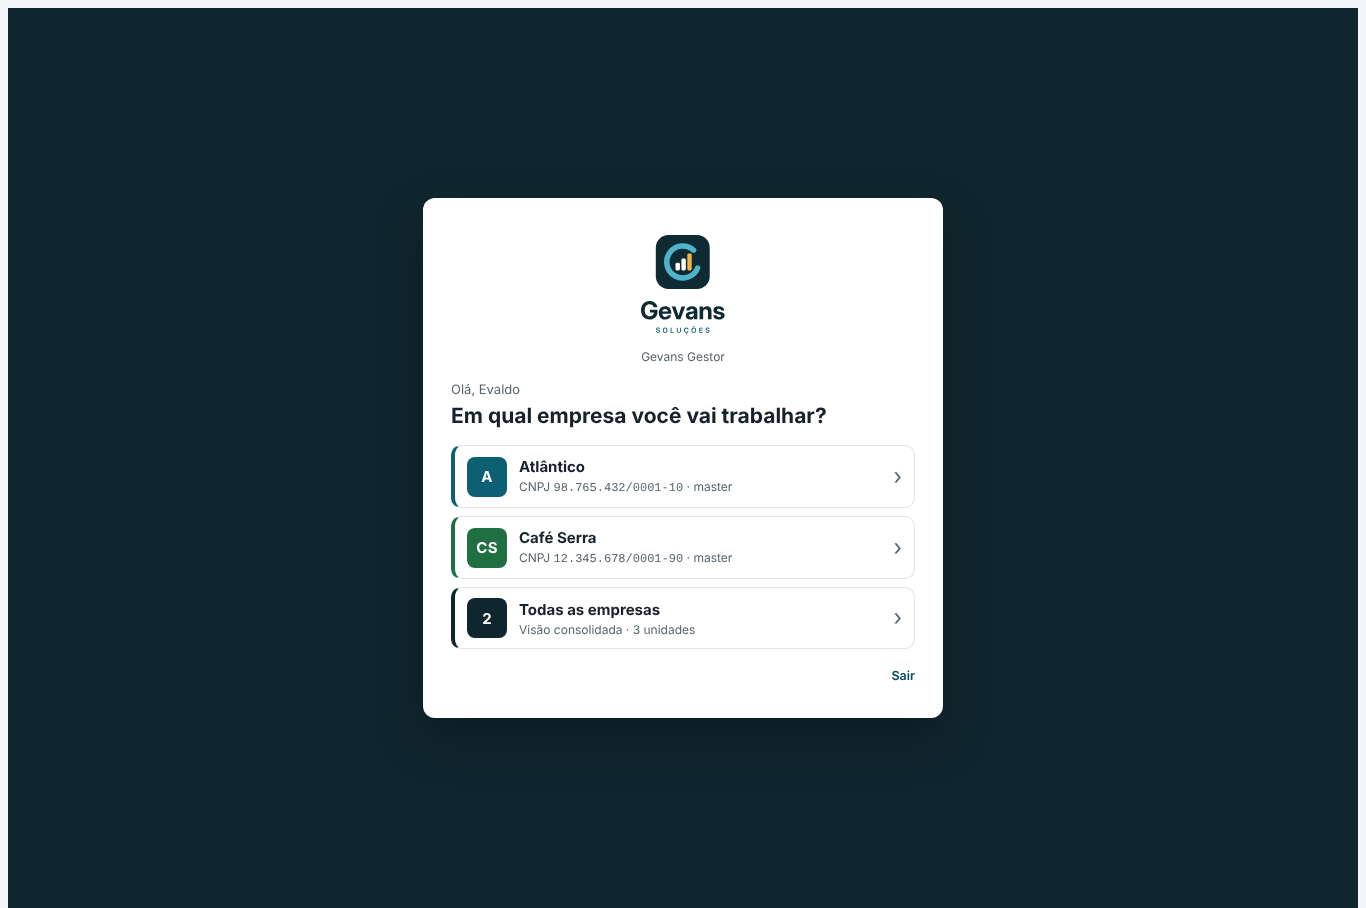 Gevans
SOLUÇÕES
Gevans Gestor
Olá, Evaldo
Em qual empresa você vai trabalhar?
A
Atlântico
CNPJ 98.765.432/0001-10 · master
CS
Café Serra
CNPJ 12.345.678/0001-90 · master
2
Todas as empresas
Visão consolidada · 3 unidades
Sair